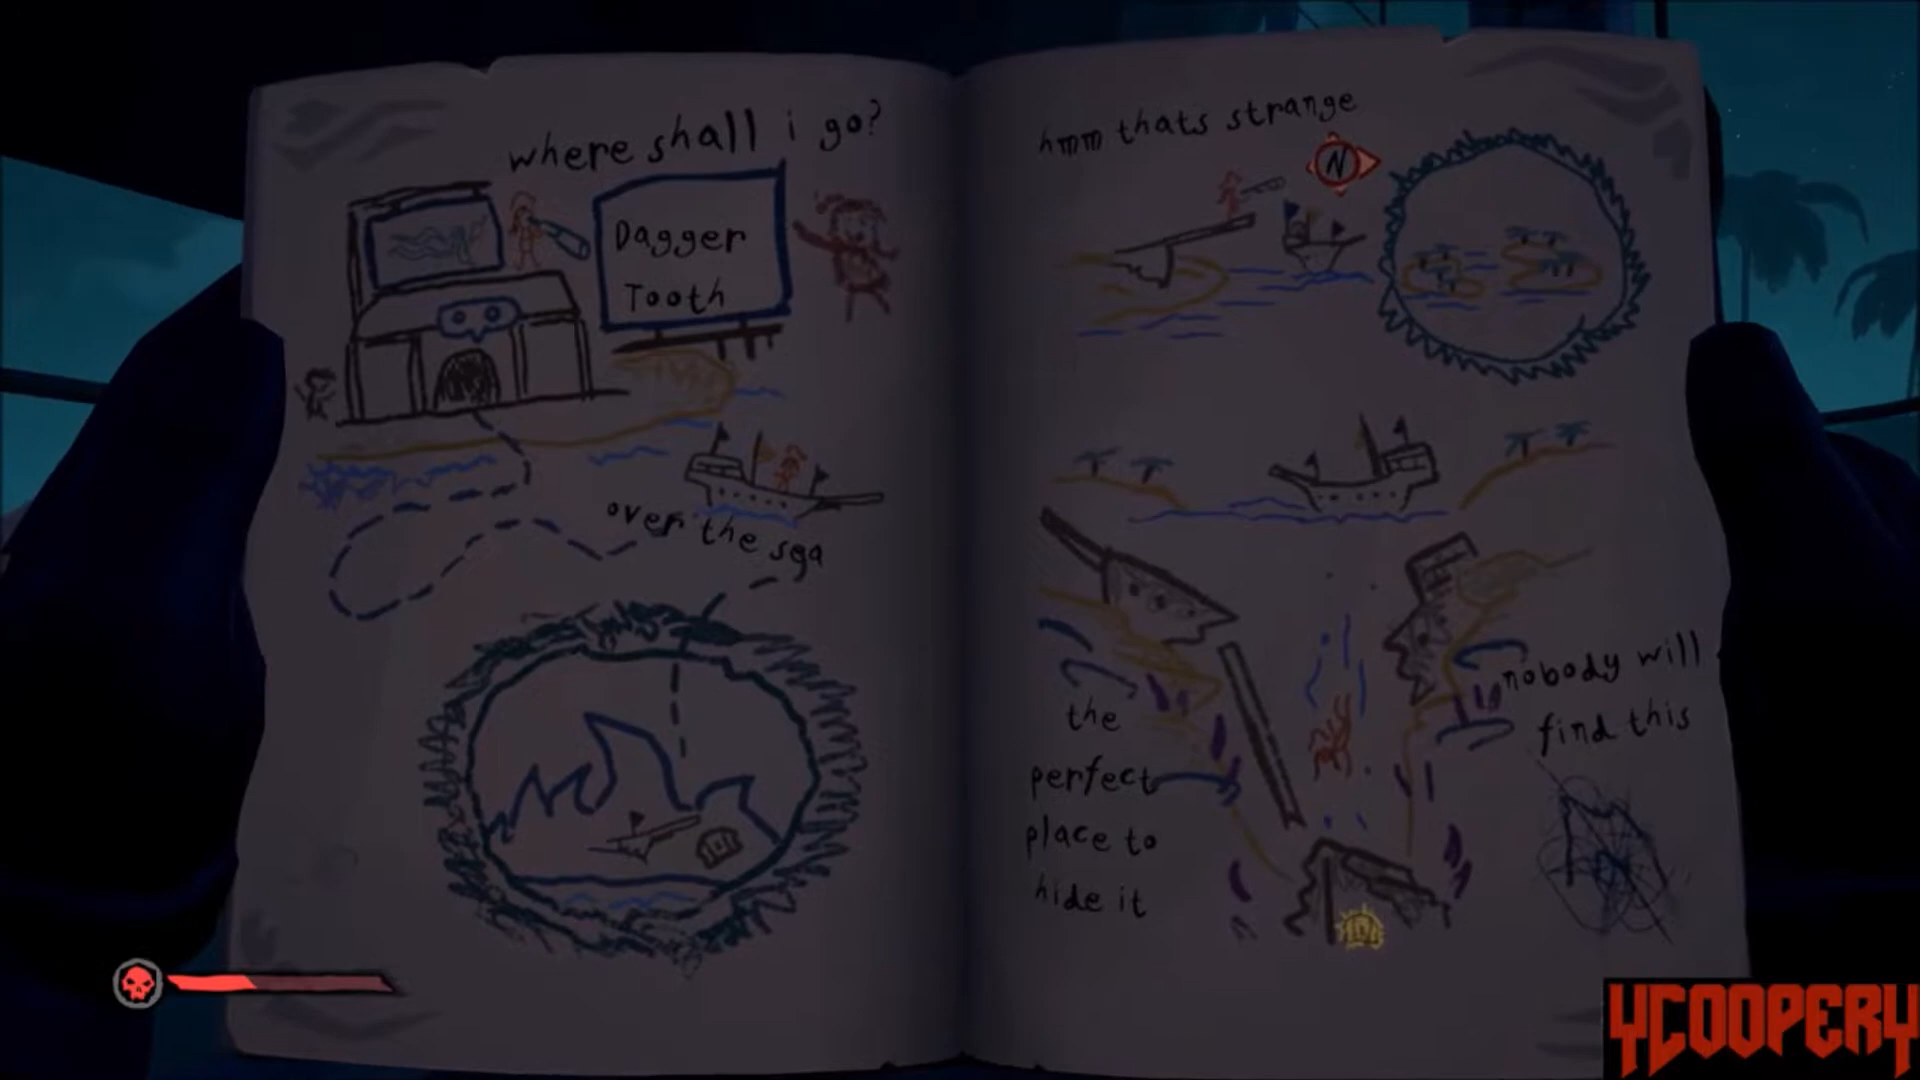 where shall i go?
Dagger
Tooth
over the sea
hmm thats strange
N
the
perfect
place to
hide it
nobody will
find this
YCOOPERY